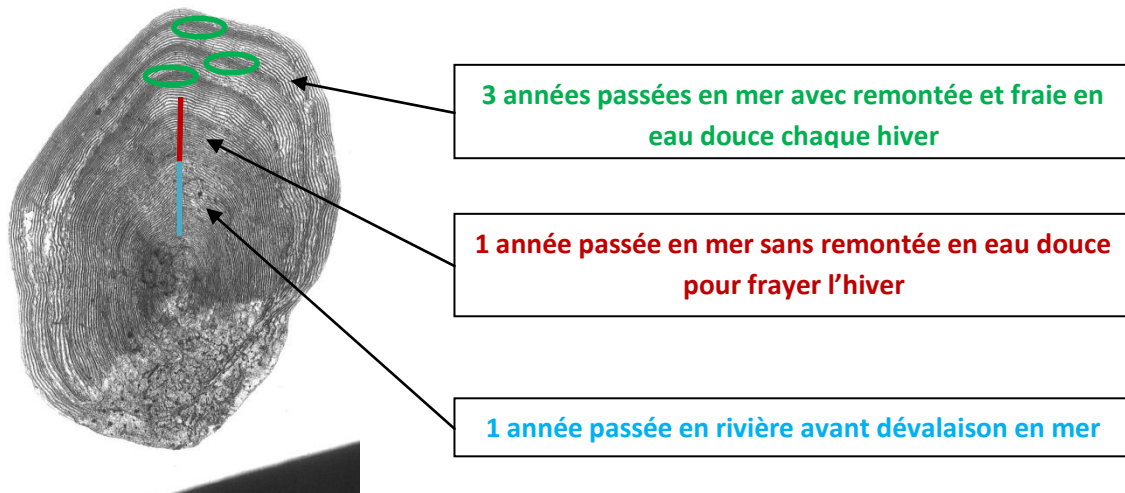 3 années passées en mer avec remontée et fraie en
eau douce chaque hiver
1 année passée en mer sans remontée en eau douce
pour frayer l’hiver
1 année passée en rivière avant dévalaison en mer